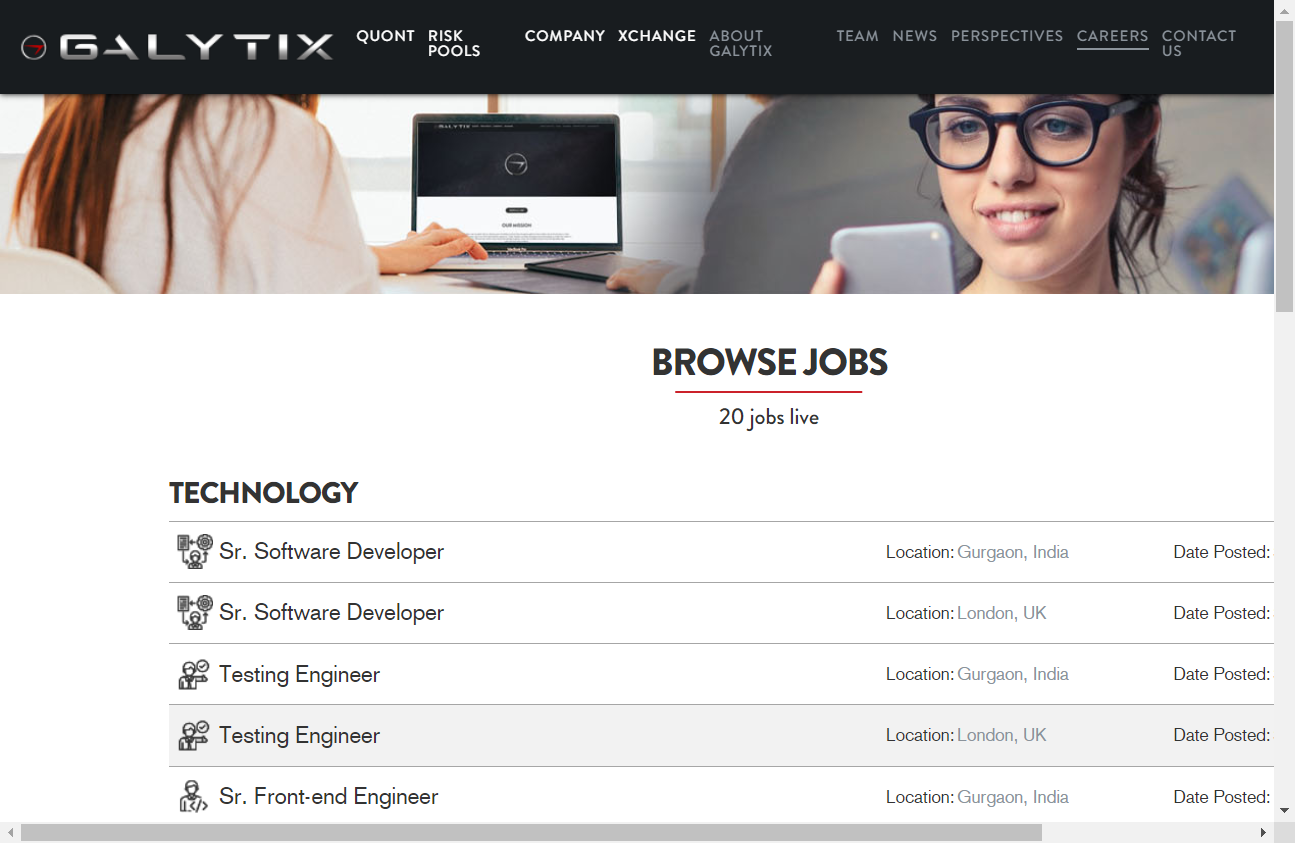 GALYTIX
QUONT
RISK
POOLS
COMPANY
XCHANGE
ABOUT
GALYTIX
TEAM
NEWS
PERSPECTIVES
CAREERS
CONTACT
US
OUR MISSION
BROWSE JOBS
20 jobs live
TECHNOLOGY
Sr. Software Developer Location: Gurgaon, India Date Posted:
Sr. Software Developer Location: London, UK Date Posted:
Testing Engineer Location: Gurgaon, India Date Posted:
Testing Engineer Location: London, UK Date Posted:
Sr. Front-end Engineer Location: Gurgaon, India Date Posted: